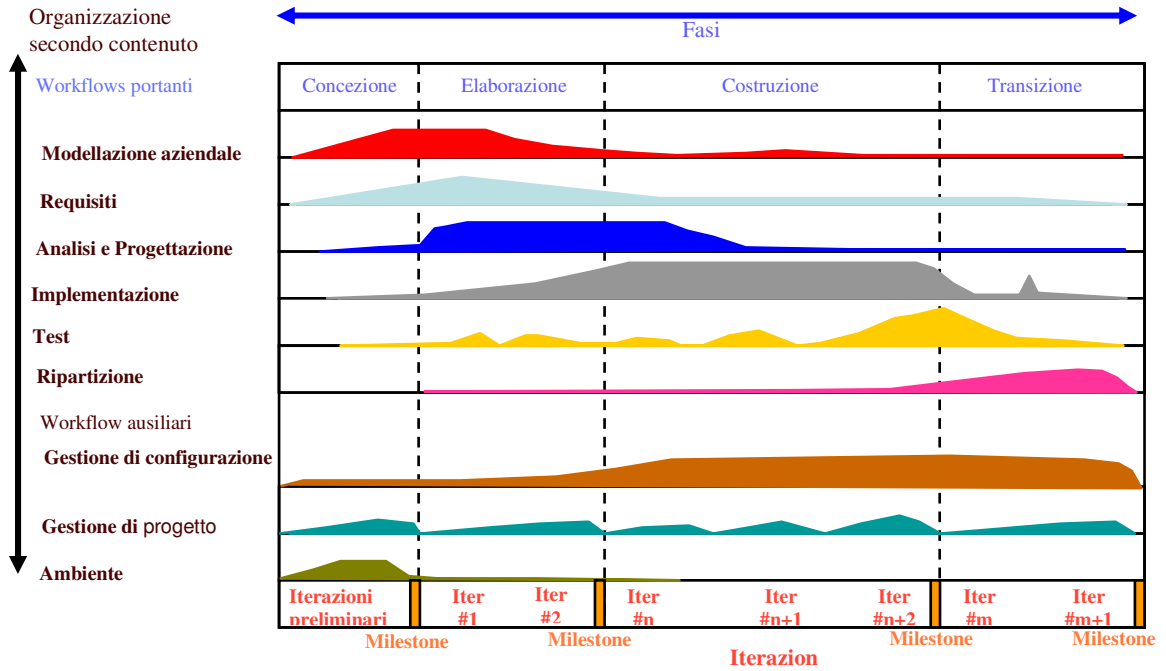 Organizzazione
secondo contenuto
Fasi
Workflows portanti
Concezione
Elaborazione
Costruzione
Transizione
Modellazione aziendale
Requisiti
Analisi e Progettazione
Implementazione
Test
Ripartizione
Workflow ausiliari
Gestione di configurazione
Gestione di progetto
Ambiente
Iterazioni
preliminari
Iter
#1
Iter
#2
Iter
#n
Iter
#n+1
Iter
#n+2
Iter
#m
Iter
#m+1
Milestone
Milestone
Milestone
Milestone
Iterazion